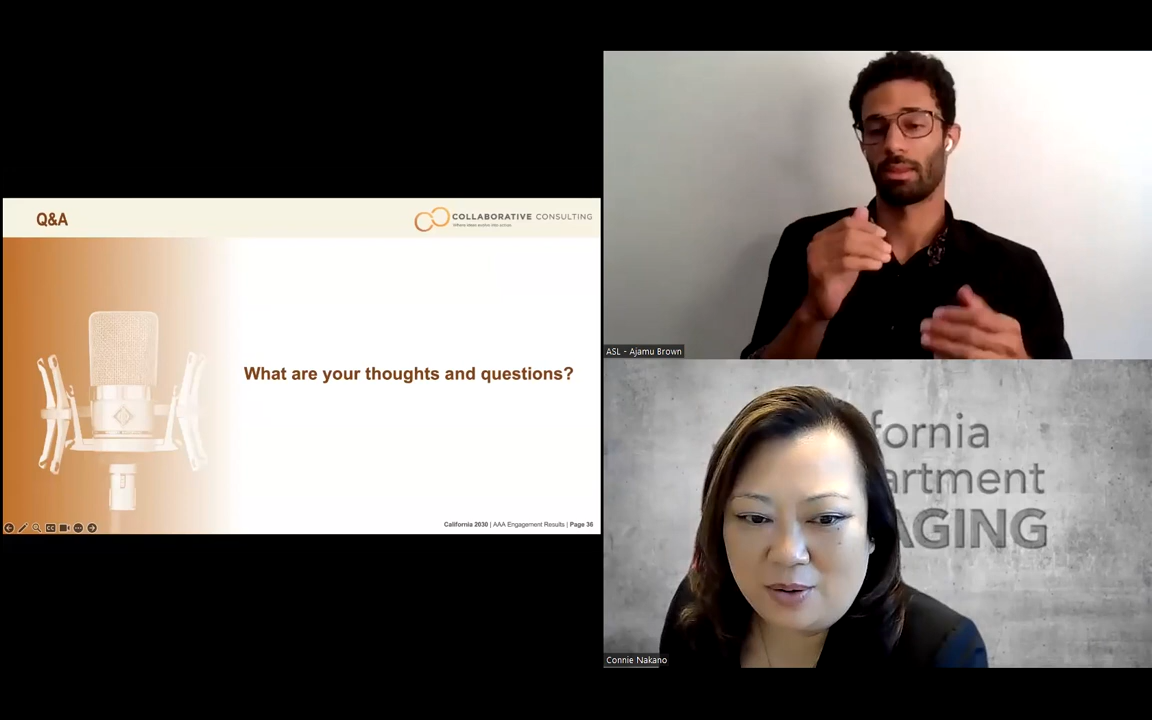 Q&A
COLLABORATIVE CONSULTING
What are your thoughts and questions?
CC
California 2030 | AAA Engagement Results | Page 36
ASL - Ajamu Brown
fornia
artment
AGING
Connie Nakano